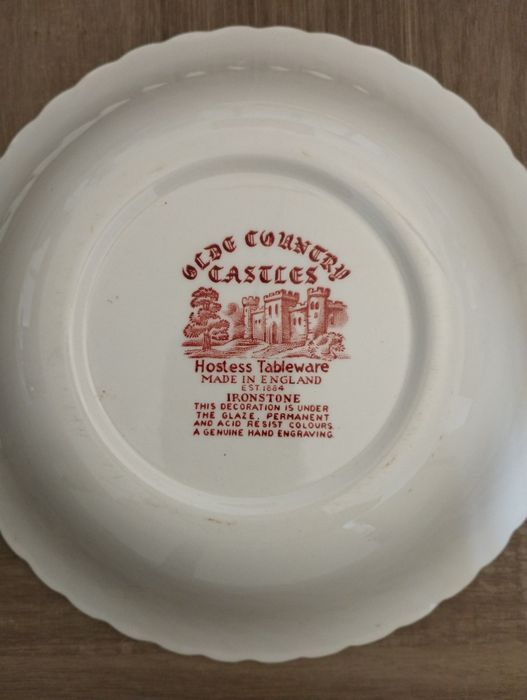 OLDE COUNTRY
CASTLES
Hostess Tableware
MADE IN ENGLAND
EST. 1884
IRONSTONE
THIS DECORATION IS UNDER
THE GLAZE, PERMANENT
AND ACID RESIST COLOURS.
A GENUINE HAND ENGRAVING.